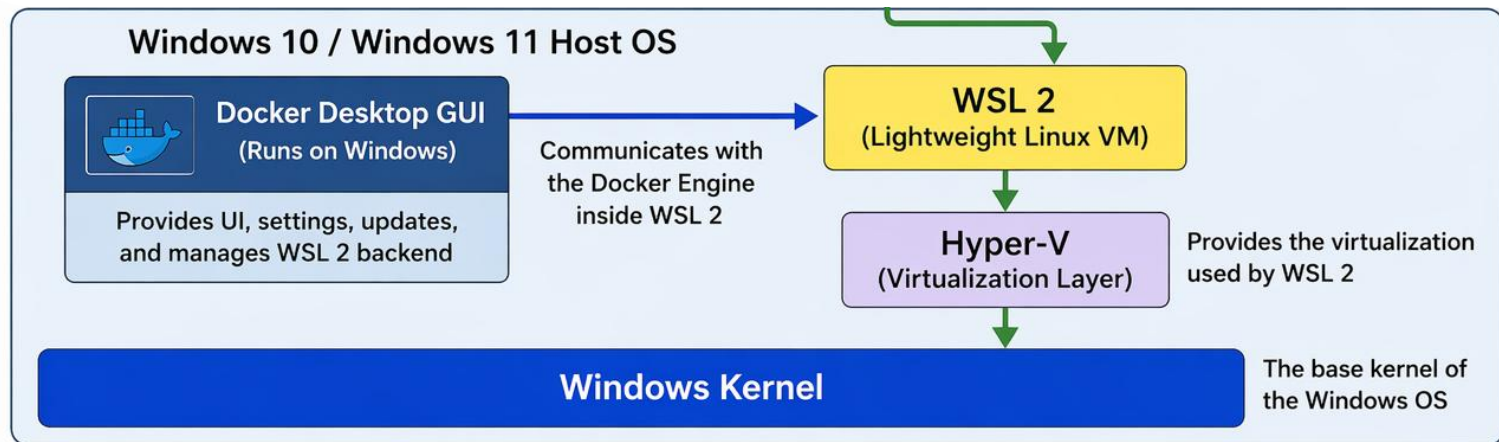 Windows 10 / Windows 11 Host OS
Docker Desktop GUI
(Runs on Windows)
Provides UI, settings, updates,
and manages WSL 2 backend
Communicates with
the Docker Engine
inside WSL 2
WSL 2
(Lightweight Linux VM)
Hyper-V
(Virtualization Layer)
Provides the virtualization
used by WSL 2
Windows Kernel
The base kernel of
the Windows OS